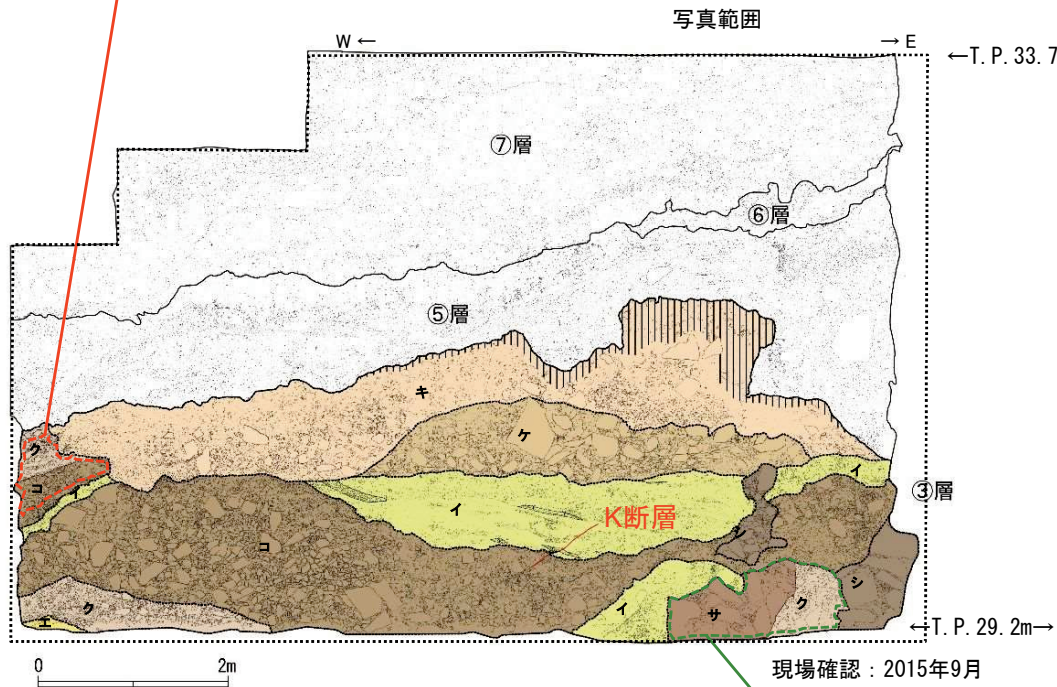 写真範囲
W ←
→ E
←T.P.33.7
⑦層
⑥層
⑤層
キ
ク
ケ
コ
イ
イ
イ
③層
K断層
コ
シ
ク
エ
イ
サ
ク
シ
←T.P.29.2m→
0 2m
現場確認：2015年9月